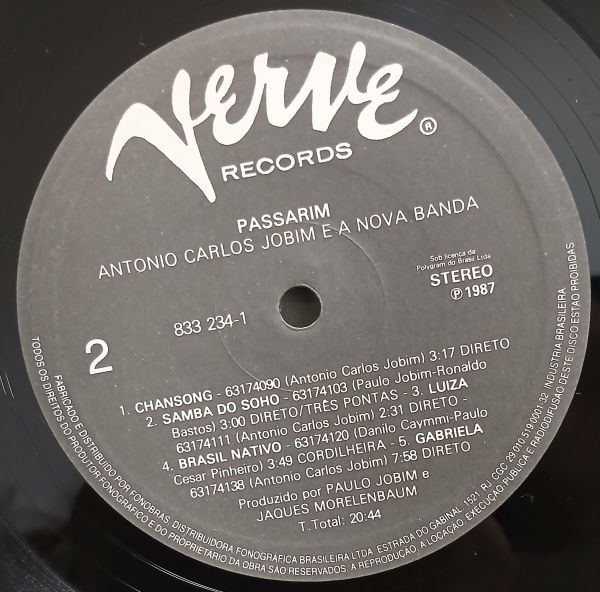 Verve ®
RECORDS
PASSARIM
ANTONIO CARLOS JOBIM E A NOVA BANDA
Sob licença da
Polygram do Brasil Ltda
STEREO
℗ 1987
833 234-1
2
1. CHANSONG - 63174090 (Antonio Carlos Jobim) 3:17 DIRETO
2. SAMBA DO SOHO - 63174103 (Paulo Jobim-Ronaldo
Bastos) 3:00 DIRETO/TRÊS PONTAS - 3. LUIZA
63174111 (Antonio Carlos Jobim) 2:31 DIRETO -
4. BRASIL NATIVO - 63174120 (Danilo Caymmi-Paulo
Cesar Pinheiro) 3:49 CORDILHEIRA - 5. GABRIELA
63174138 (Antonio Carlos Jobim) 7:58 DIRETO
Produzido por PAULO JOBIM e
JAQUES MORELENBAUM
T.Total: 20:44
FABRICADO E DISTRIBUIDO POR FONOBRAS DISTRIBUIDORA FONOGRAFICA BRASILEIRA LTDA. ESTRADA DO GABINAL, 1521 RJ CGC 29.010.519.0001-32. INDUSTRIA BRASILEIRA.
TODOS OS DIREITOS DO PRODUTOR FONOGRAFICO E DO PROPRIETARIO DA OBRA SÃO RESERVADOS. A REPRODUÇÃO, A LOCAÇÃO, EXECUÇÃO PUBLICA E RADIODIFUSÃO DESTE DISCO ESTÃO PROIBIDAS